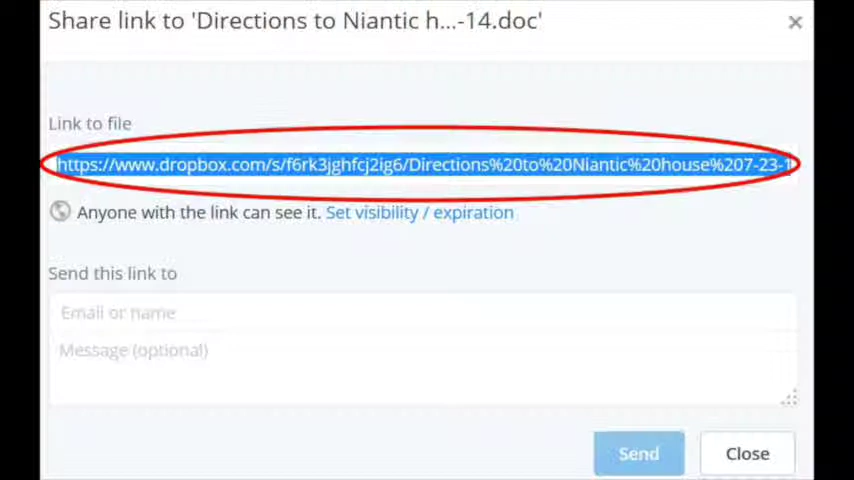 Share link to 'Directions to Niantic h...-14.doc'
Link to file
https://www.dropbox.com/s/f6rk3jghfcj2ig6/Directions%20to%20Niantic%20house%207-23-1
Anyone with the link can see it. Set visibility / expiration
Send this link to
Email or name
Message (optional)
Send Close